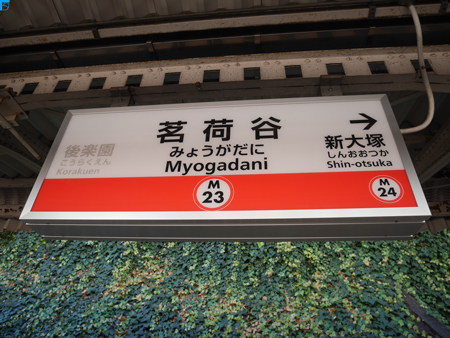 後楽園
こうらくえん
Korakuen
茗荷谷
みょうがだに
Myogadani
M
23
→
新大塚
しんおおつか
Shin-otsuka
M
24